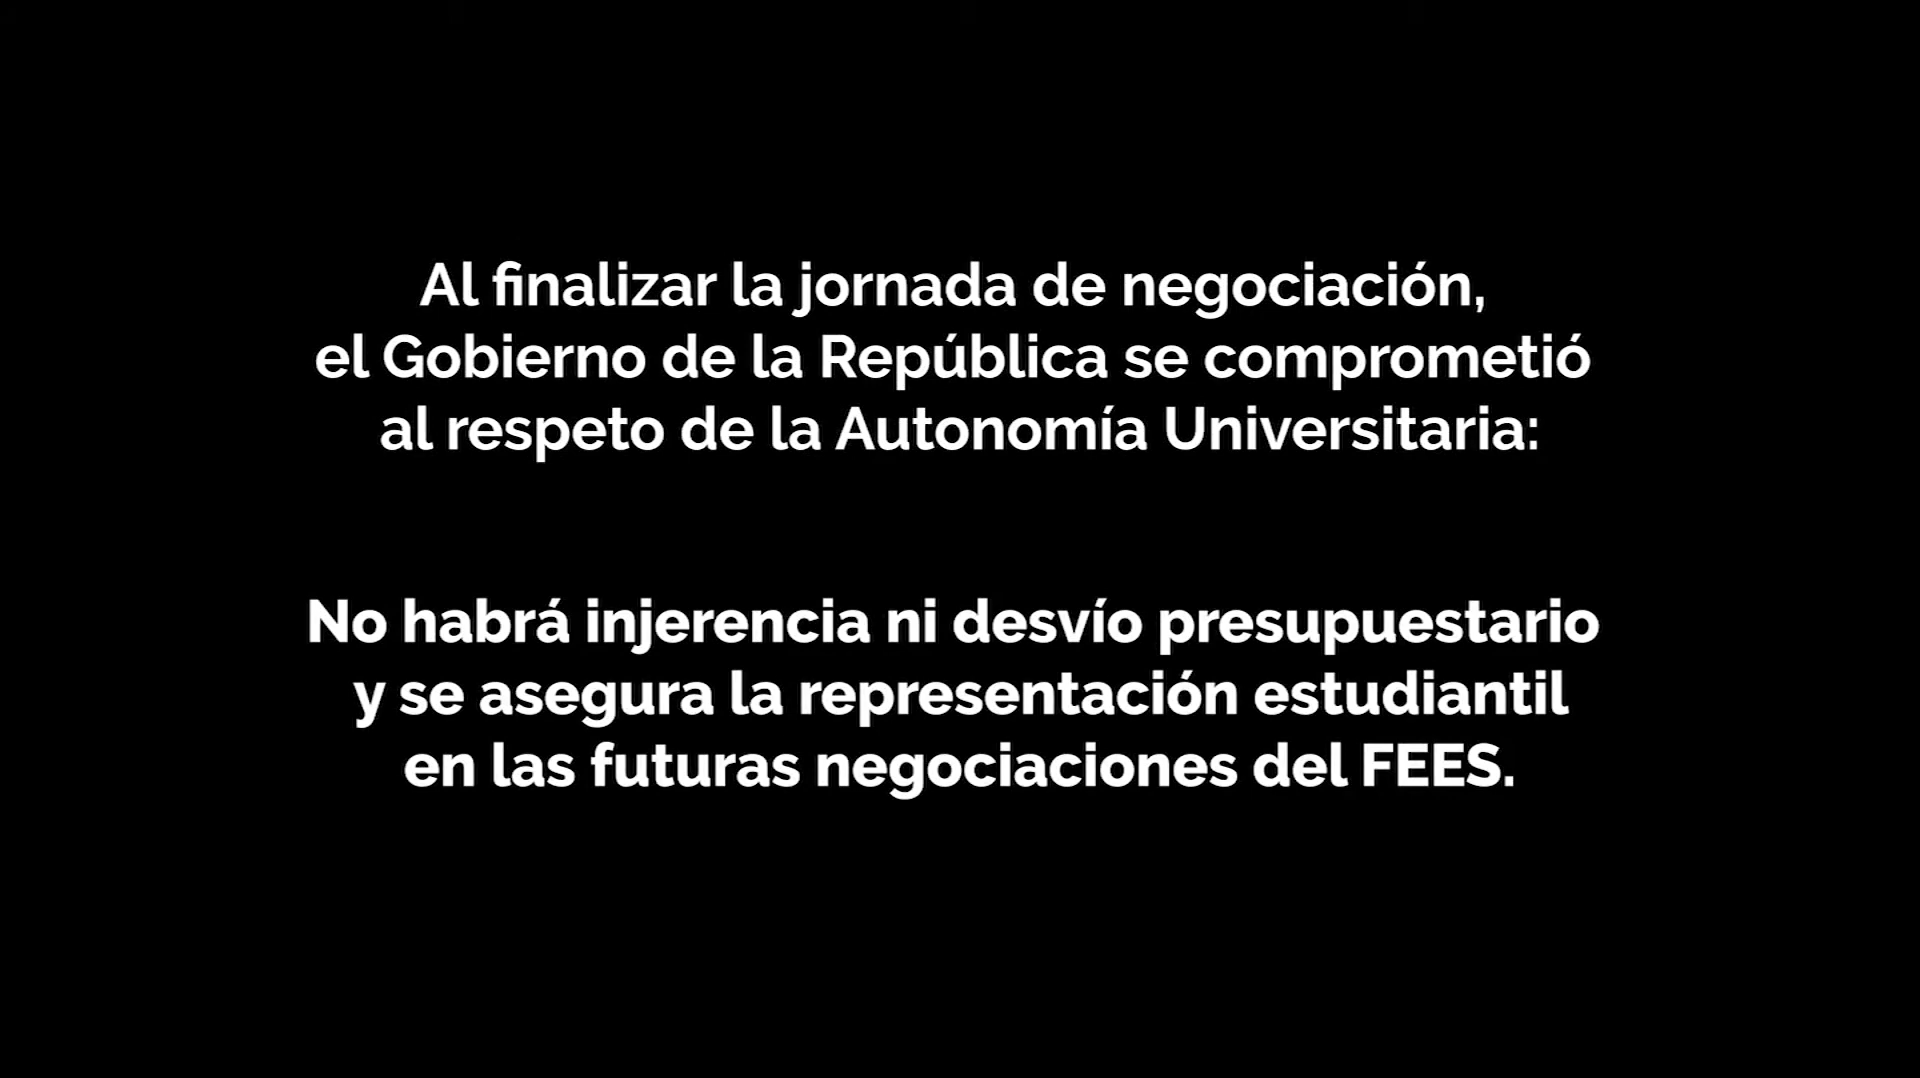 Al finalizar la jornada de negociación,
el Gobierno de la República se comprometió
al respeto de la Autonomía Universitaria:
No habrá injerencia ni desvío presupuestario
y se asegura la representación estudiantil
en las futuras negociaciones del FEES.